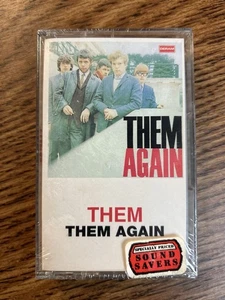 THEM
AGAIN
THEM
THEM AGAIN
SPECIALLY PRICED
SOUND
SAVERS